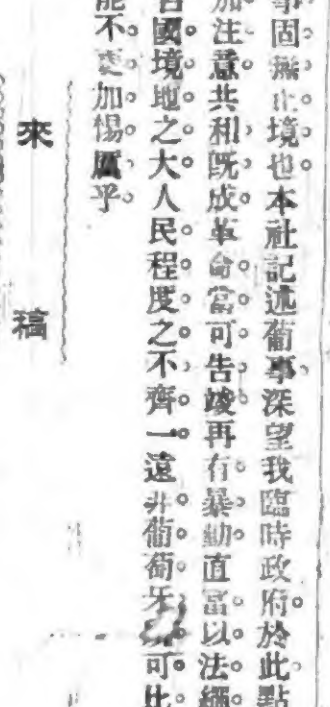 事固無止境也本社記述葡事深望我臨時政府於此點
加注意共和既成革命當可告竣再有暴動直當以法繩
國境地之大人民程度之不齊一遠非葡萄牙可比
能不更加惕厲乎
來稿